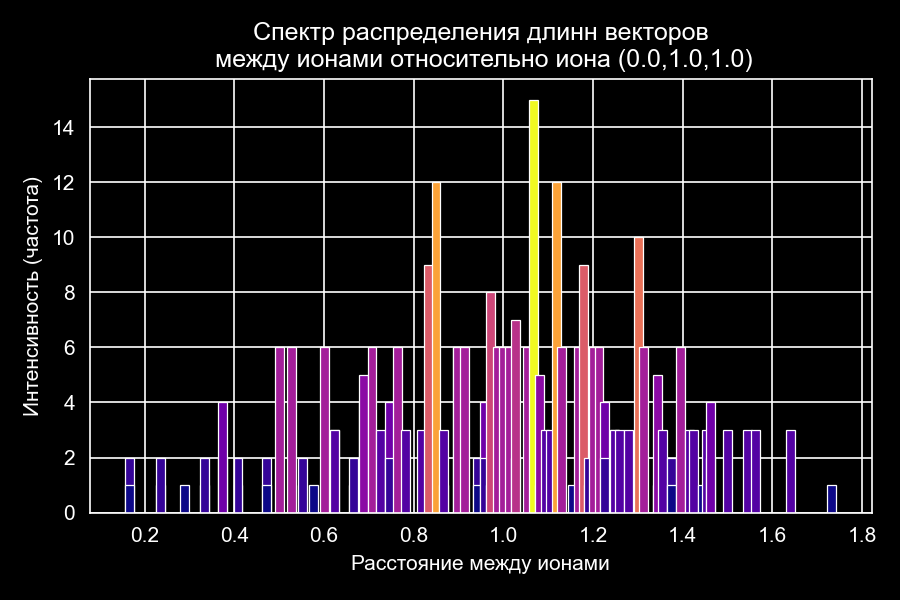 Спектр распределения длинн векторов
между ионами относительно иона (0.0,1.0,1.0)
Интенсивность (частота)
14
12
10
8
6
4
2
0
0.2 0.4 0.6 0.8 1.0 1.2 1.4 1.6 1.8
Расстояние между ионами